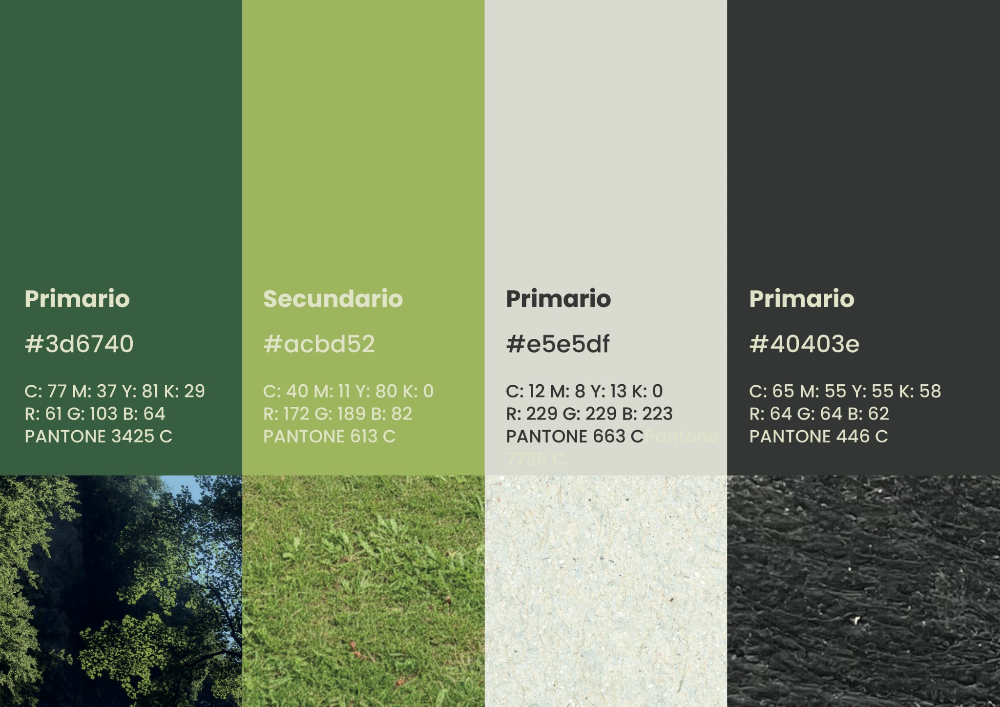 Primario
#3d6740
C: 77 M: 37 Y: 81 K: 29
R: 61 G: 103 B: 64
PANTONE 3425 C
Secundario
#acbd52
C: 40 M: 11 Y: 80 K: 0
R: 172 G: 189 B: 82
PANTONE 613 C
Primario
#e5e5df
C: 12 M: 8 Y: 13 K: 0
R: 229 G: 229 B: 223
PANTONE 663 CPantone
7736 C
Primario
#40403e
C: 65 M: 55 Y: 55 K: 58
R: 64 G: 64 B: 62
PANTONE 446 C